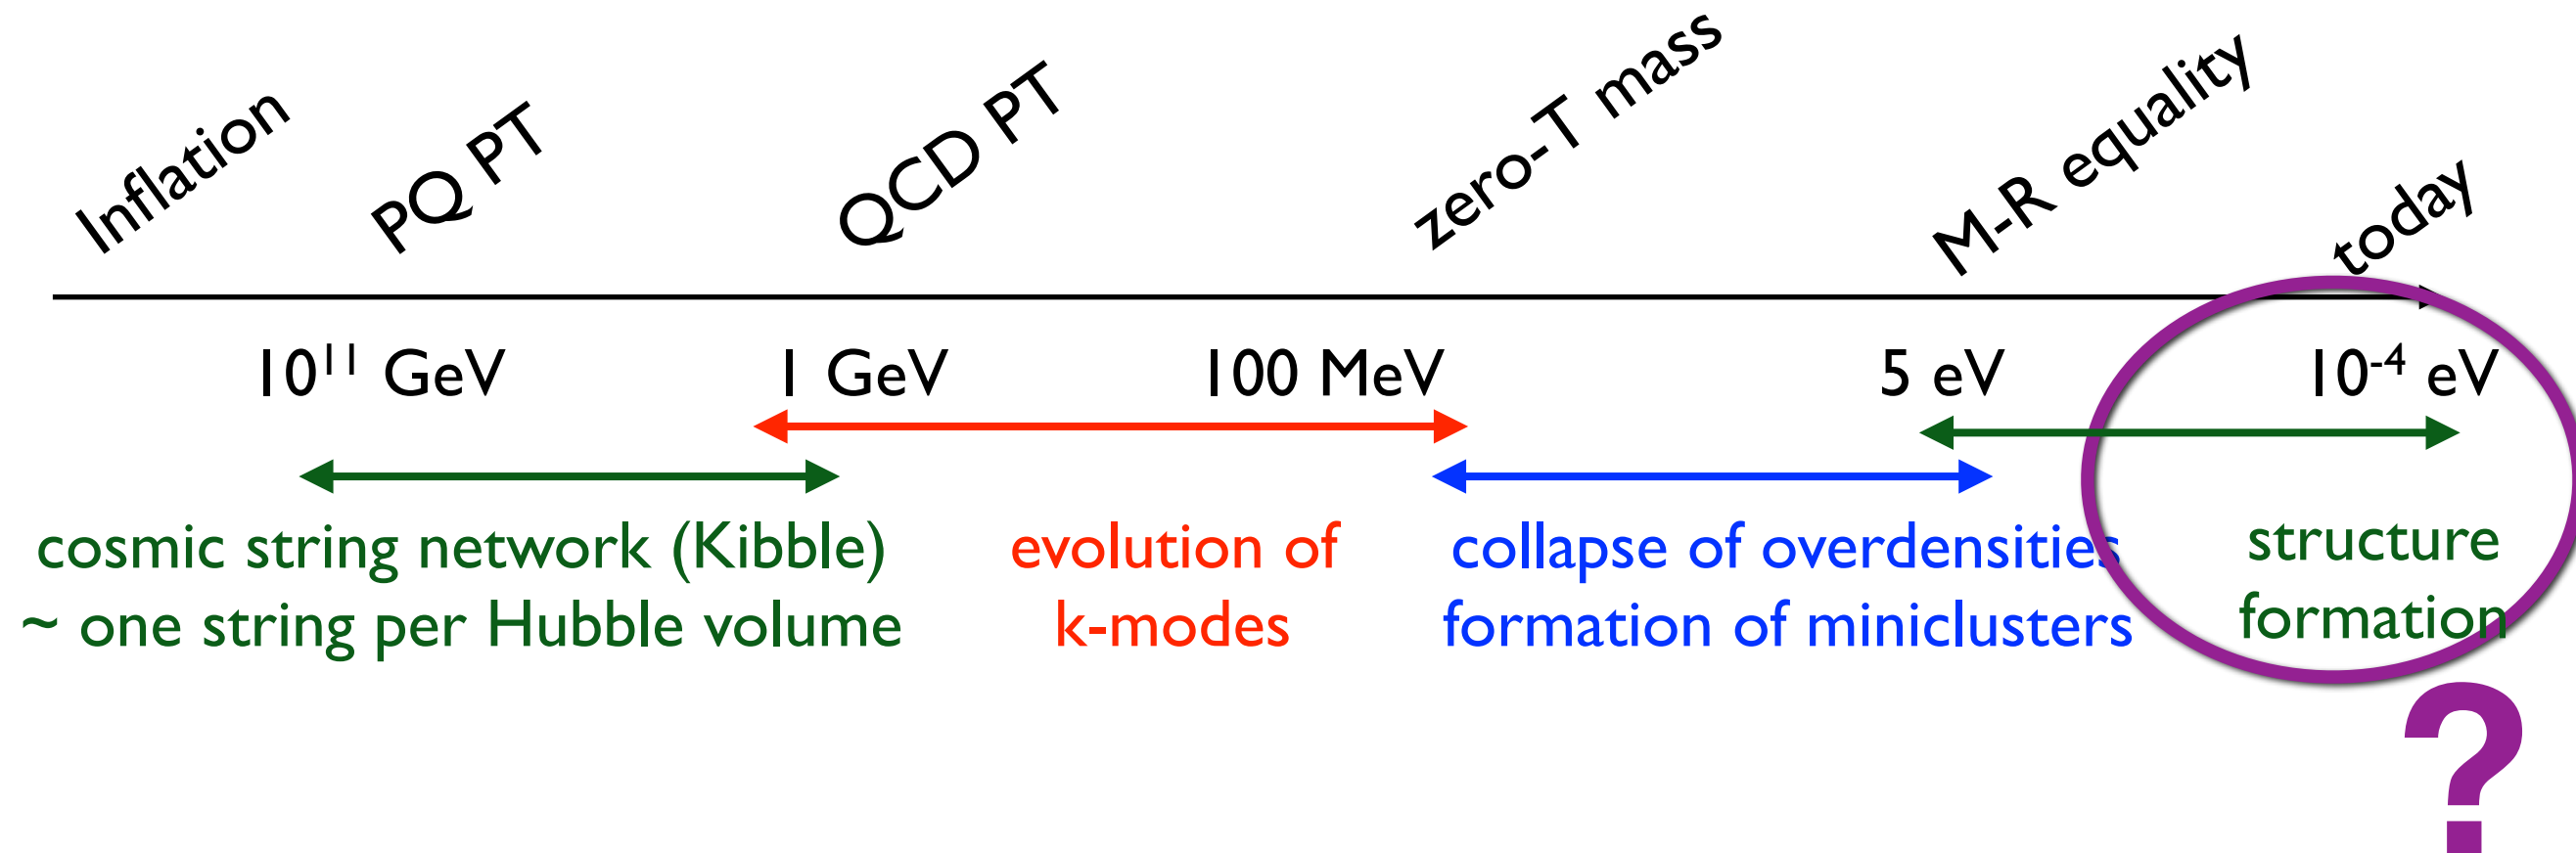 Inflation
PQ PT
QCD PT
zero-T mass
M-R equality
today
10¹¹ GeV
1 GeV
100 MeV
5 eV
10⁻⁴ eV
cosmic string network (Kibble)
~ one string per Hubble volume
evolution of
k-modes
collapse of overdensities
formation of miniclusters
structure
formation
?